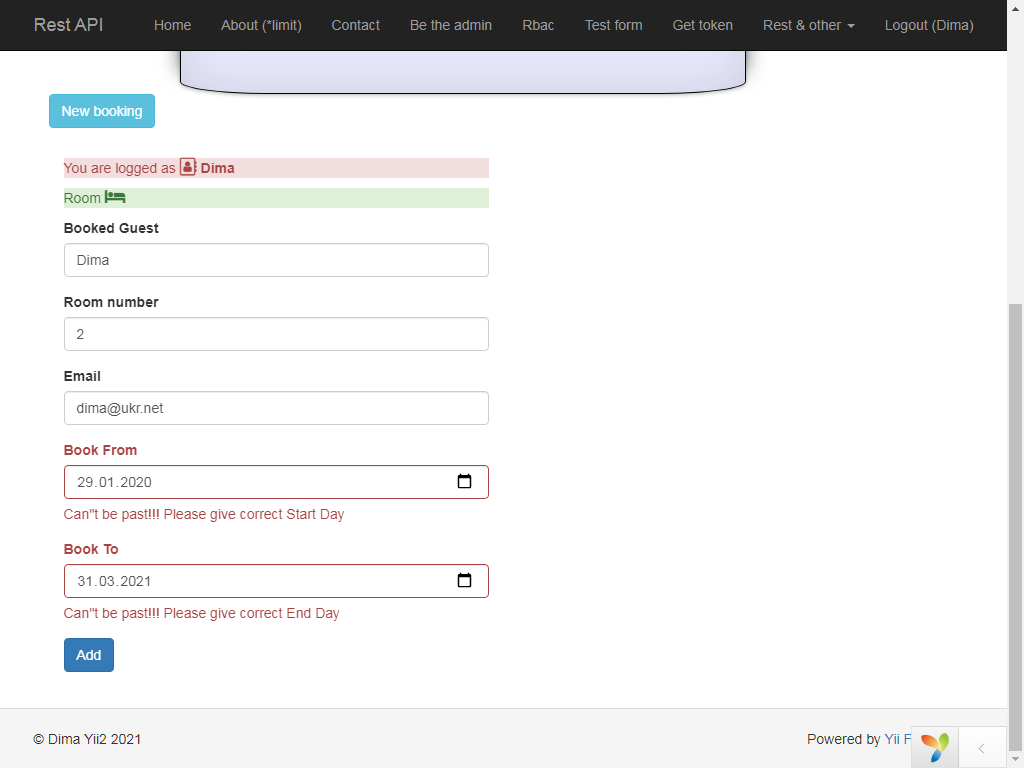 Rest API Home About (*limit) Contact Be the admin Rbac Test form Get token Rest & other Logout (Dima)
New booking
You are logged as Dima
Room
Booked Guest
Dima
Room number
2
Email
dima@ukr.net
Book From
29.01.2020
Can"t be past!!! Please give correct Start Day
Book To
31.03.2021
Can"t be past!!! Please give correct End Day
Add
© Dima Yii2 2021 Powered by Yii F